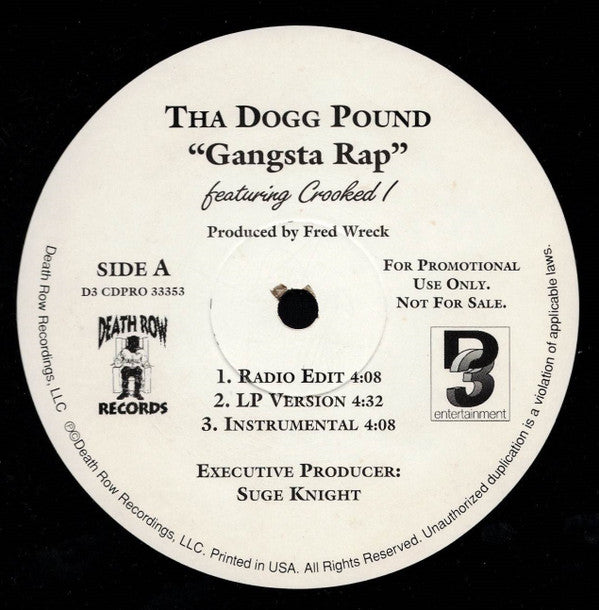 THA DOGG POUND
“Gangsta Rap”
featuring Crooked I
Produced by Fred Wreck
SIDE A
D3 CDPRO 33353
FOR PROMOTIONAL
USE ONLY.
NOT FOR SALE.
DEATH ROW
RECORDS
D3
entertainment
1. RADIO EDIT 4:08
2. LP VERSION 4:32
3. INSTRUMENTAL 4:08
EXECUTIVE PRODUCER:
SUGE KNIGHT
Death Row Recordings, LLC ℗©Death Row Recordings, LLC. Printed in USA. All Rights Reserved. Unauthorized duplication is a violation of applicable laws.